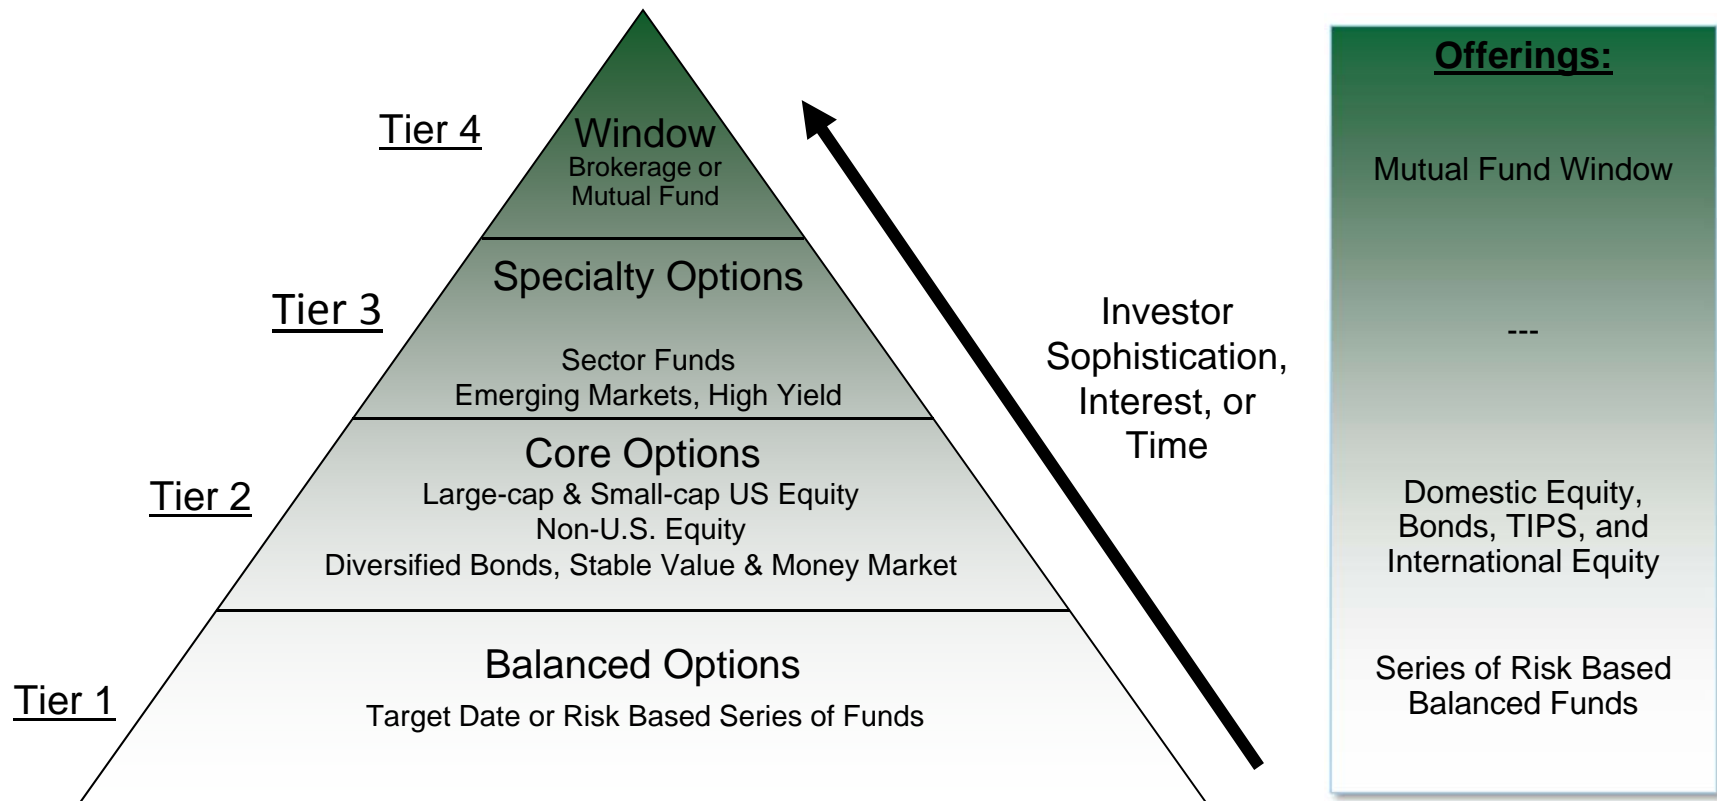 Tier 4
Window
Brokerage or
Mutual Fund
Tier 3
Specialty Options
Sector Funds
Emerging Markets, High Yield
Tier 2
Core Options
Large-cap & Small-cap US Equity
Non-U.S. Equity
Diversified Bonds, Stable Value & Money Market
Tier 1
Balanced Options
Target Date or Risk Based Series of Funds
Investor
Sophistication,
Interest, or
Time
Offerings:
Mutual Fund Window
---
Domestic Equity,
Bonds, TIPS, and
International Equity
Series of Risk Based
Balanced Funds